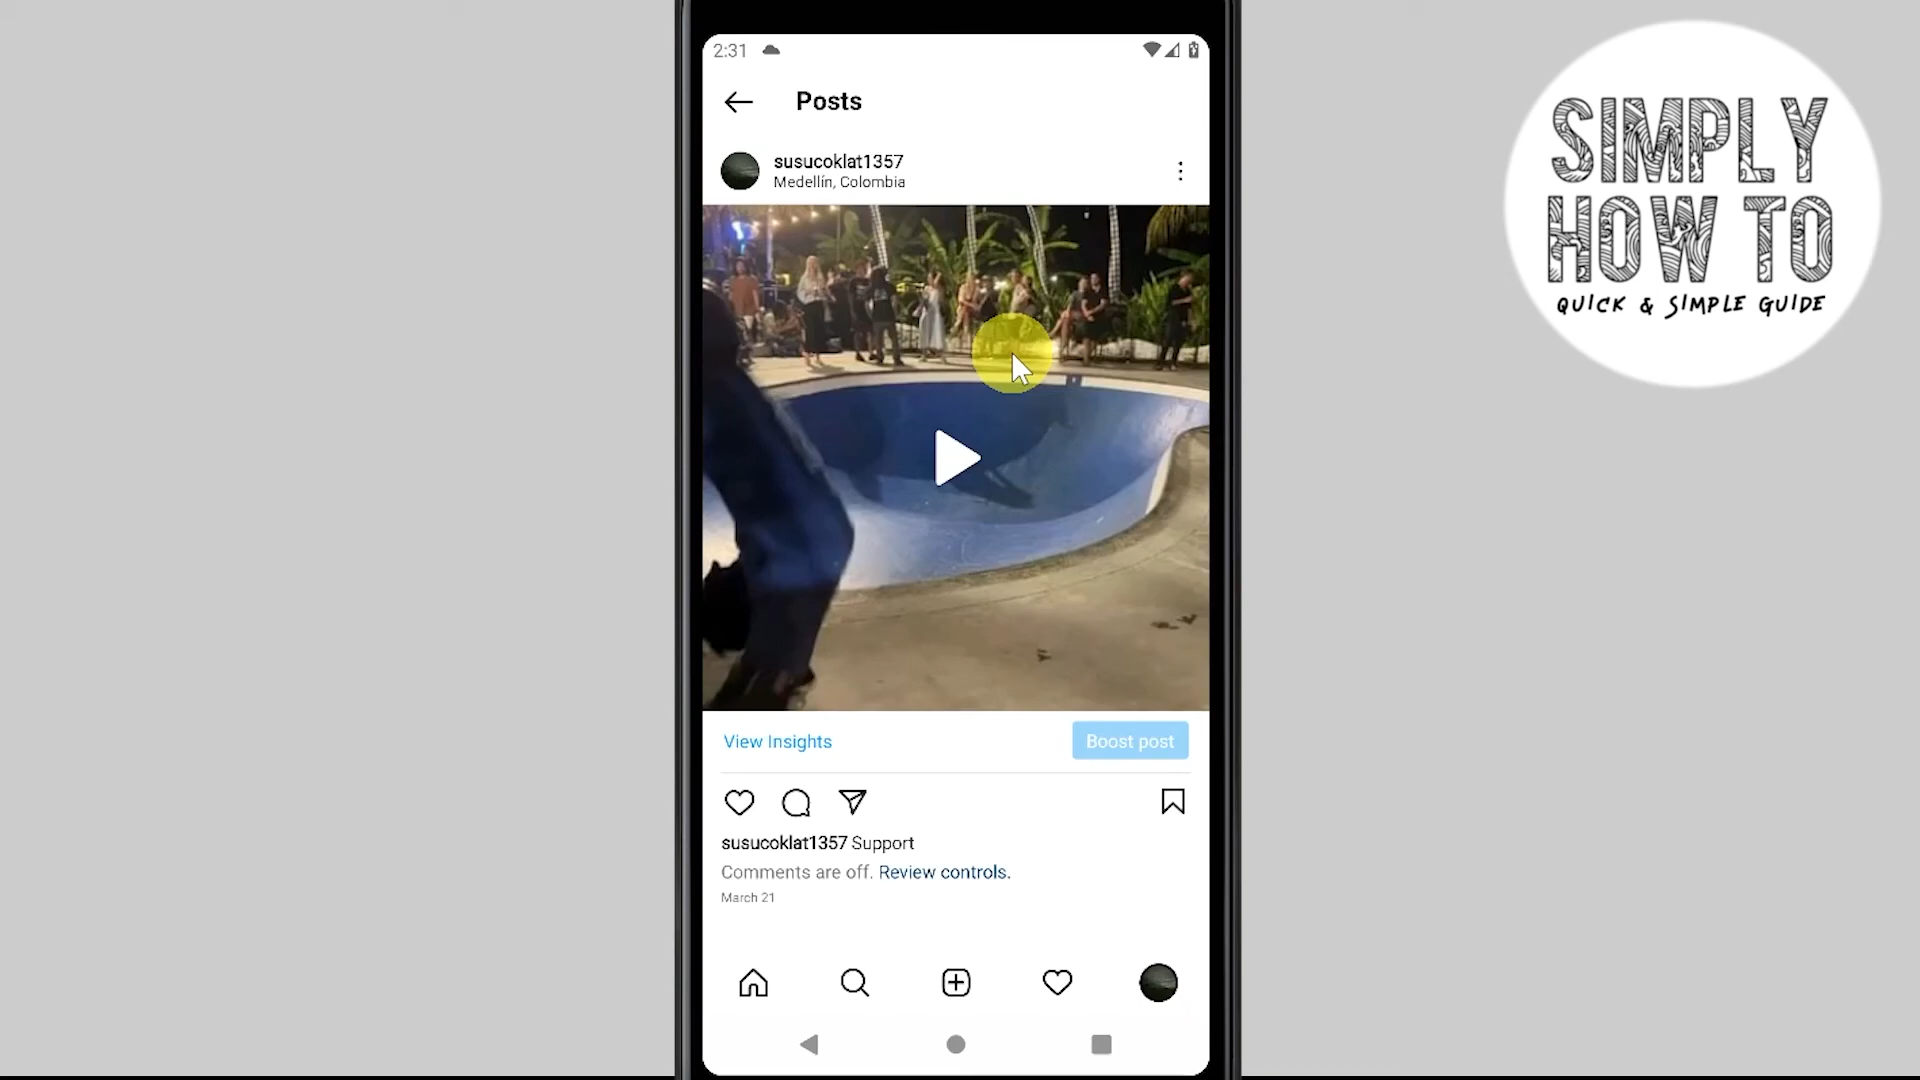 2:31
Posts
susucoklat1357
Medellín, Colombia
View Insights
Boost post
susucoklat1357 Support
Comments are off. Review controls.
March 21
SIMPLY
HOW TO
QUICK & SIMPLE GUIDE